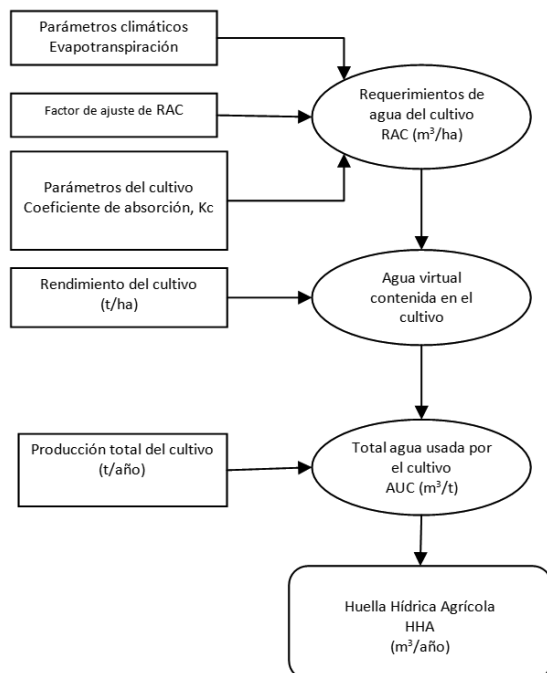 Parámetros climáticos
Evapotranspiración
Factor de ajuste de RAC
Requerimientos de
agua del cultivo
RAC (m³/ha)
Parámetros del cultivo
Coeficiente de absorción, Kc
Rendimiento del cultivo
(t/ha)
Agua virtual
contenida en el
cultivo
Producción total del cultivo
(t/año)
Total agua usada por
el cultivo
AUC (m³/t)
Huella Hídrica Agrícola
HHA
(m³/año)